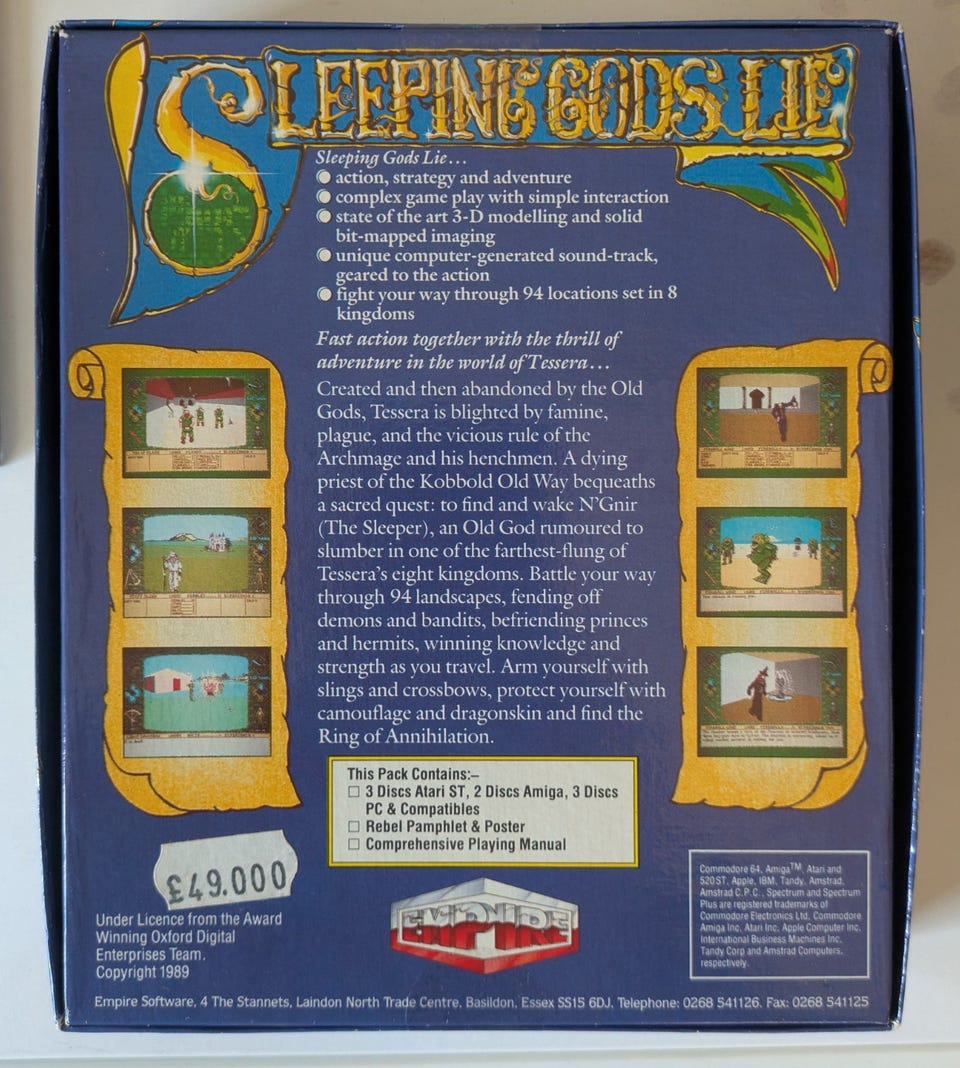 SLEEPING GODS LIE
Sleeping Gods Lie…
action, strategy and adventure
complex game play with simple interaction
state of the art 3-D modelling and solid
bit-mapped imaging
unique computer-generated sound-track,
geared to the action
fight your way through 94 locations set in 8
kingdoms
Fast action together with the thrill of
adventure in the world of Tessera…
Created and then abandoned by the Old
Gods, Tessera is blighted by famine,
plague, and the vicious rule of the
Archmage and his henchmen. A dying
priest of the Kobbold Old Way bequeaths
a sacred quest: to find and wake N'Gnir
(The Sleeper), an Old God rumoured to
slumber in one of the farthest-flung of
Tessera's eight kingdoms. Battle your way
through 94 landscapes, fending off
demons and bandits, befriending princes
and hermits, winning knowledge and
strength as you travel. Arm yourself with
slings and crossbows, protect yourself with
camouflage and dragonskin and find the
Ring of Annihilation.
This Pack Contains:–
3 Discs Atari ST, 2 Discs Amiga, 3 Discs
PC & Compatibles
Rebel Pamphlet & Poster
Comprehensive Playing Manual
£49.000
Under Licence from the Award
Winning Oxford Digital
Enterprises Team.
Copyright 1989
EMPIRE
Commodore 64, Amiga™, Atari and
520ST, Apple, IBM, Tandy, Amstrad,
Amstrad C.P.C., Spectrum and Spectrum
Plus are registered trademarks of
Commodore Electronics Ltd, Commodore
Amiga Inc, Atari Inc, Apple Computer Inc,
International Business Machines Inc,
Tandy Corp and Amstrad Computers,
respectively.
Empire Software, 4 The Stannets, Laindon North Trade Centre, Basildon, Essex SS15 6DJ. Telephone: 0268 541126. Fax: 0268 541125